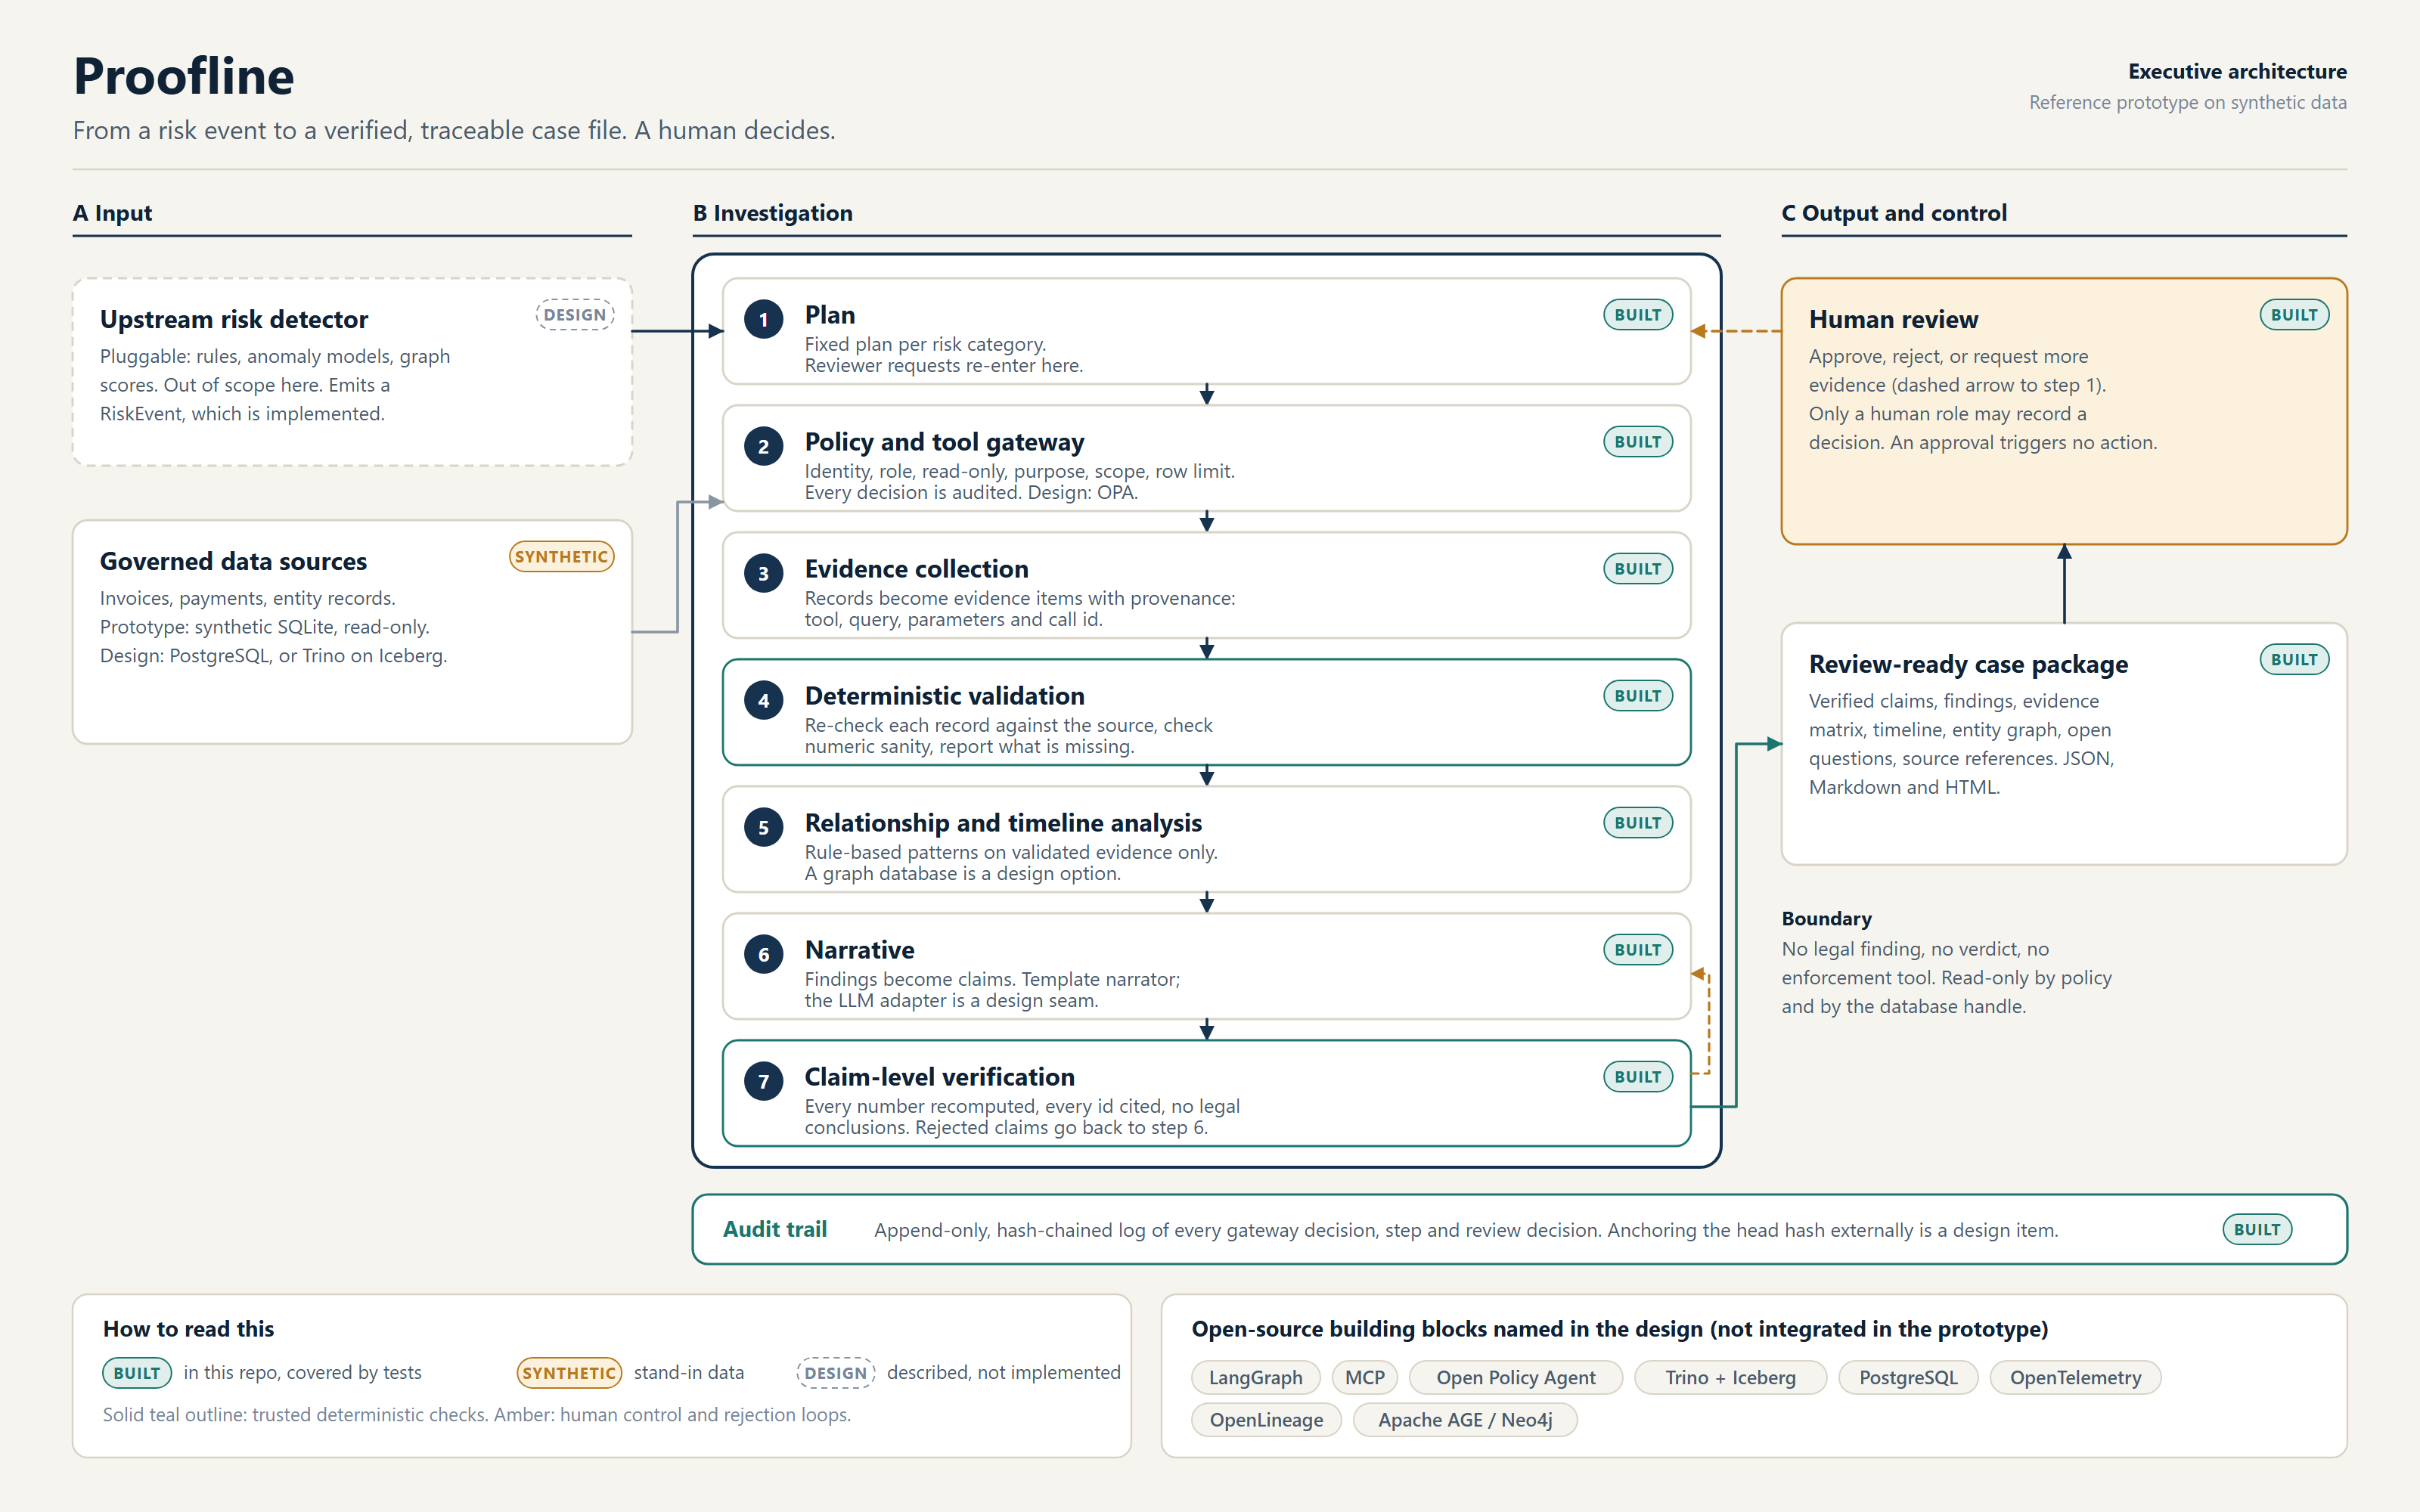 Proofline
From a risk event to a verified, traceable case file. A human decides.
Executive architecture
Reference prototype on synthetic data
A Input
Upstream risk detector
DESIGN
Pluggable: rules, anomaly models, graph
scores. Out of scope here. Emits a
RiskEvent, which is implemented.
Governed data sources
SYNTHETIC
Invoices, payments, entity records.
Prototype: synthetic SQLite, read-only.
Design: PostgreSQL, or Trino on Iceberg.
B Investigation
1
Plan
BUILT
Fixed plan per risk category.
Reviewer requests re-enter here.
2
Policy and tool gateway
BUILT
Identity, role, read-only, purpose, scope, row limit.
Every decision is audited. Design: OPA.
3
Evidence collection
BUILT
Records become evidence items with provenance:
tool, query, parameters and call id.
4
Deterministic validation
BUILT
Re-check each record against the source, check
numeric sanity, report what is missing.
5
Relationship and timeline analysis
BUILT
Rule-based patterns on validated evidence only.
A graph database is a design option.
6
Narrative
BUILT
Findings become claims. Template narrator;
the LLM adapter is a design seam.
7
Claim-level verification
BUILT
Every number recomputed, every id cited, no legal
conclusions. Rejected claims go back to step 6.
C Output and control
Human review
BUILT
Approve, reject, or request more
evidence (dashed arrow to step 1).
Only a human role may record a
decision. An approval triggers no action.
Review-ready case package
BUILT
Verified claims, findings, evidence
matrix, timeline, entity graph, open
questions, source references. JSON,
Markdown and HTML.
Boundary
No legal finding, no verdict, no
enforcement tool. Read-only by policy
and by the database handle.
Audit trail
Append-only, hash-chained log of every gateway decision, step and review decision. Anchoring the head hash externally is a design item.
BUILT
How to read this
BUILT in this repo, covered by tests
SYNTHETIC stand-in data
DESIGN described, not implemented
Solid teal outline: trusted deterministic checks. Amber: human control and rejection loops.
Open-source building blocks named in the design (not integrated in the prototype)
LangGraph
MCP
Open Policy Agent
Trino + Iceberg
PostgreSQL
OpenTelemetry
OpenLineage
Apache AGE / Neo4j